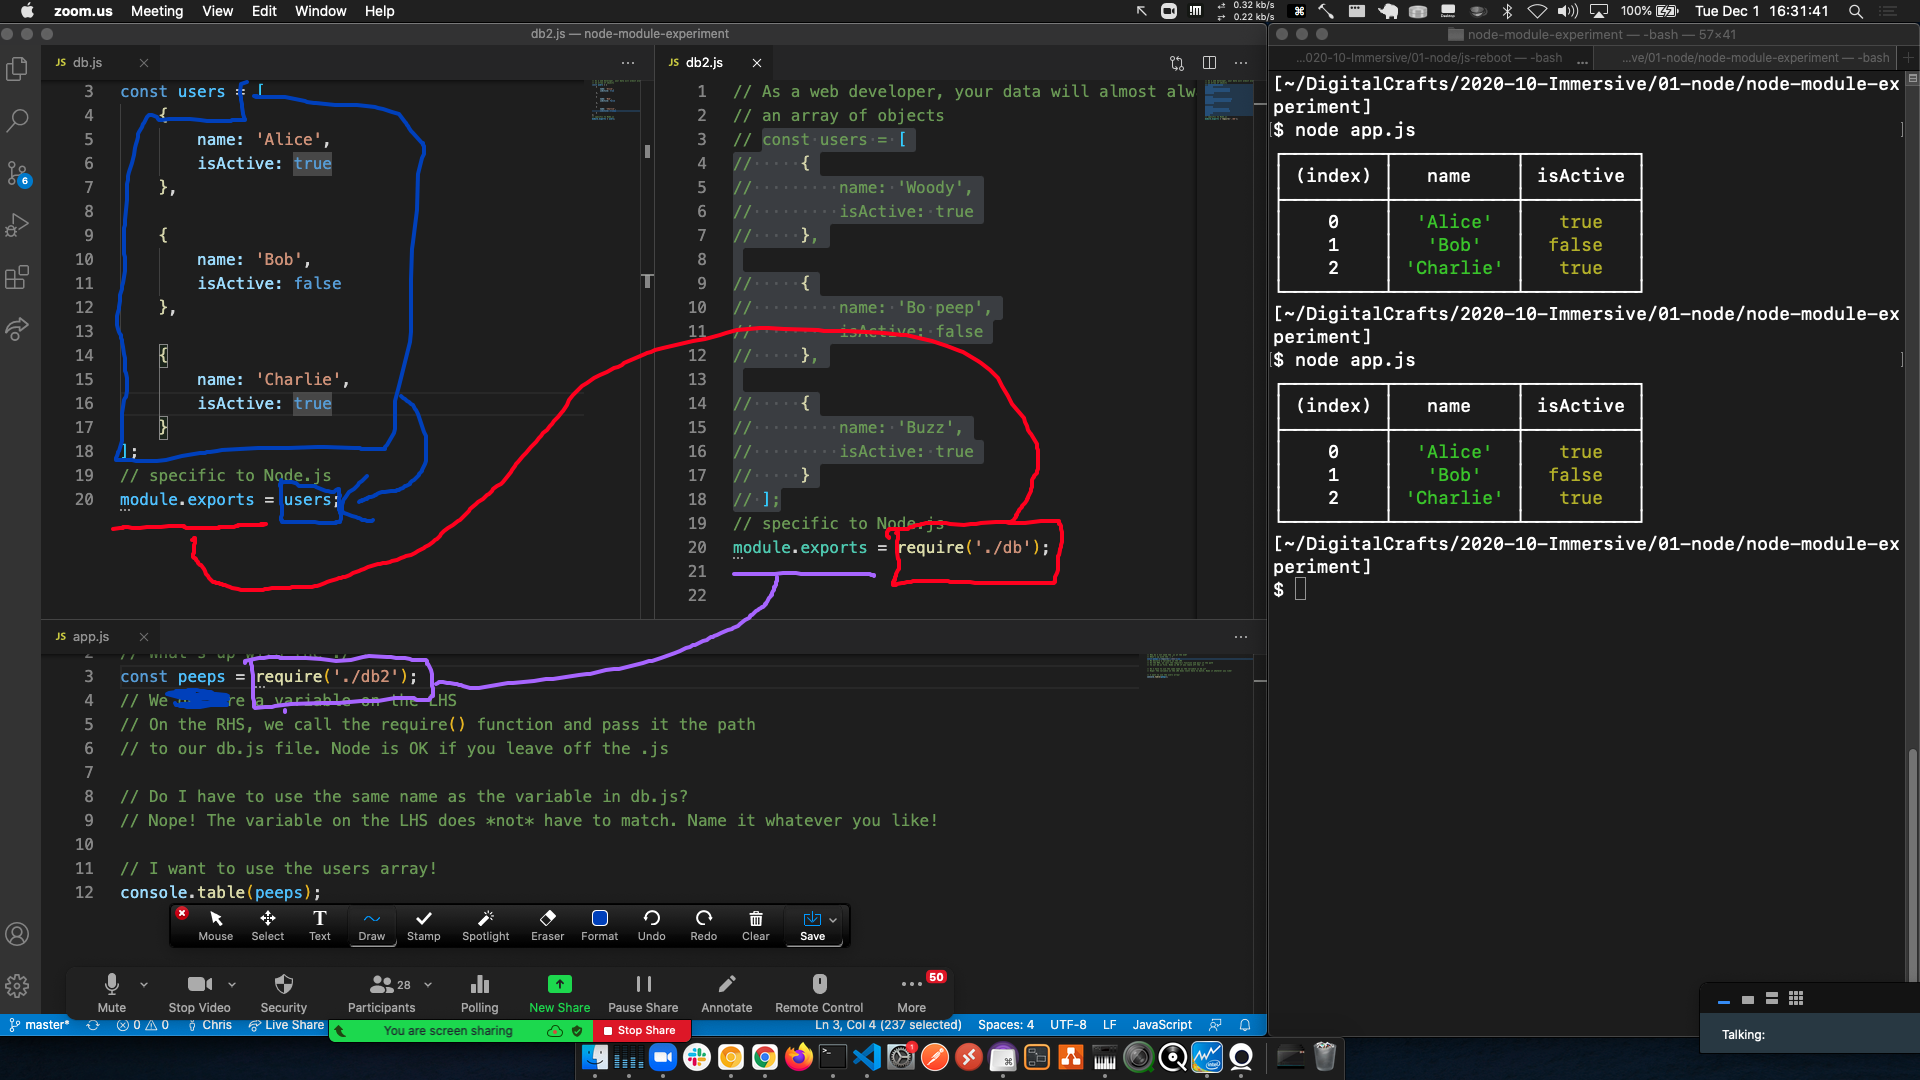 zoom.us Meeting View Edit Window Help
0.32 kb/s
0.22 kb/s
100%
Tue Dec 1 16:31:41
db2.js — node-module-experiment
JS db.js
3 const users = [
4 {
5 name: 'Alice',
6 isActive: true
7 },
8
9 {
10 name: 'Bob',
11 isActive: false
12 },
13
14 {
15 name: 'Charlie',
16 isActive: true
17 }
18 ];
19 // specific to Node.js
20 module.exports = users;
JS db2.js
1 // As a web developer, your data will almost alw
2 // an array of objects
3 // const users = [
4 // {
5 // name: 'Woody',
6 // isActive: true
7 // },
8
9 // {
10 // name: 'Bo peep',
11 // isActive: false
12 // },
13
14 // {
15 // name: 'Buzz',
16 // isActive: true
17 // }
18 // ];
19 // specific to Node.js
20 module.exports = require('./db');
21
22
JS app.js
3 const peeps = require('./db2');
4 // We re a variable on the LHS
5 // On the RHS, we call the require() function and pass it the path
6 // to our db.js file. Node is OK if you leave off the .js
7
8 // Do I have to use the same name as the variable in db.js?
9 // Nope! The variable on the LHS does *not* have to match. Name it whatever you like!
10
11 // I want to use the users array!
12 console.table(peeps);
6
Mouse Select Text Draw Stamp Spotlight Eraser Format Undo Redo Clear Save
28
50
Mute Stop Video Security Participants Polling New Share Pause Share Annotate Remote Control More
master* 0 0 Chris Live Share
You are screen sharing
Stop Share
Ln 3, Col 4 (237 selected) Spaces: 4 UTF-8 LF JavaScript
node-module-experiment — -bash — 57×41
...020-10-Immersive/01-node/js-reboot — -bash ...
...ve/01-node/node-module-experiment — -bash
[~/DigitalCrafts/2020-10-Immersive/01-node/node-module-ex
periment]
$ node app.js
(index) name isActive
0 'Alice' true
1 'Bob' false
2 'Charlie' true
[~/DigitalCrafts/2020-10-Immersive/01-node/node-module-ex
periment]
$ node app.js
(index) name isActive
0 'Alice' true
1 'Bob' false
2 'Charlie' true
[~/DigitalCrafts/2020-10-Immersive/01-node/node-module-ex
periment]
$
Talking:
1